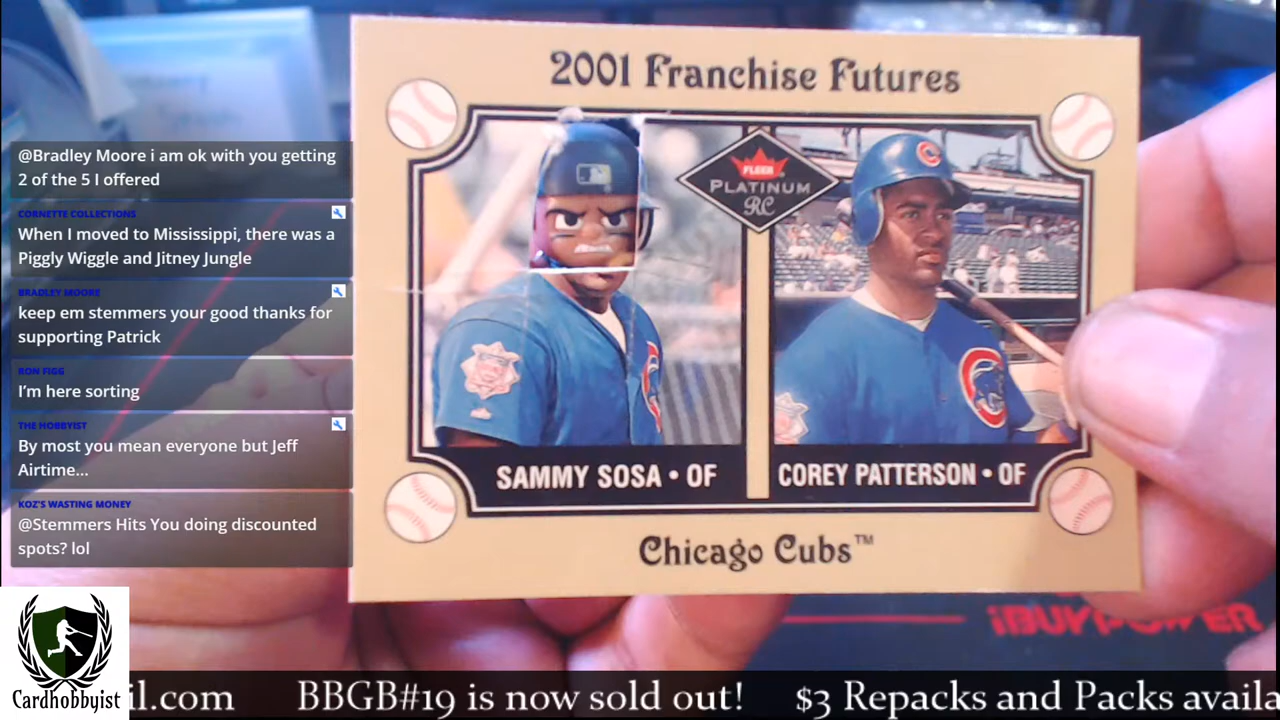 2001 Franchise Futures
FLEER
PLATINUM
RC
SAMMY SOSA • OF
COREY PATTERSON • OF
Chicago Cubs™
@Bradley Moore i am ok with you getting
2 of the 5 I offered
CORNETTE COLLECTIONS
When I moved to Mississippi, there was a
Piggly Wiggle and Jitney Jungle
BRADLEY MOORE
keep em stemmers your good thanks for
supporting Patrick
RON FIGG
I'm here sorting
THE HOBBYIST
By most you mean everyone but Jeff
Airtime...
KOZ'S WASTING MONEY
@Stemmers Hits You doing discounted
spots? lol
iBUYPOWER
Cardhobbyist
il.com BBGB#19 is now sold out! $3 Repacks and Packs availa